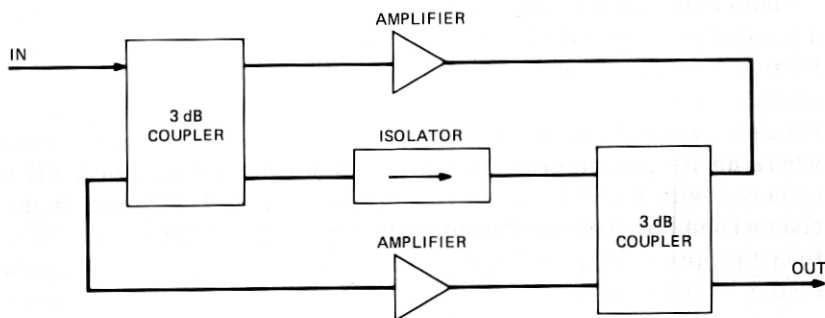 AMPLIFIER
IN
3 dB
COUPLER
ISOLATOR
AMPLIFIER
3 dB
COUPLER
OUT